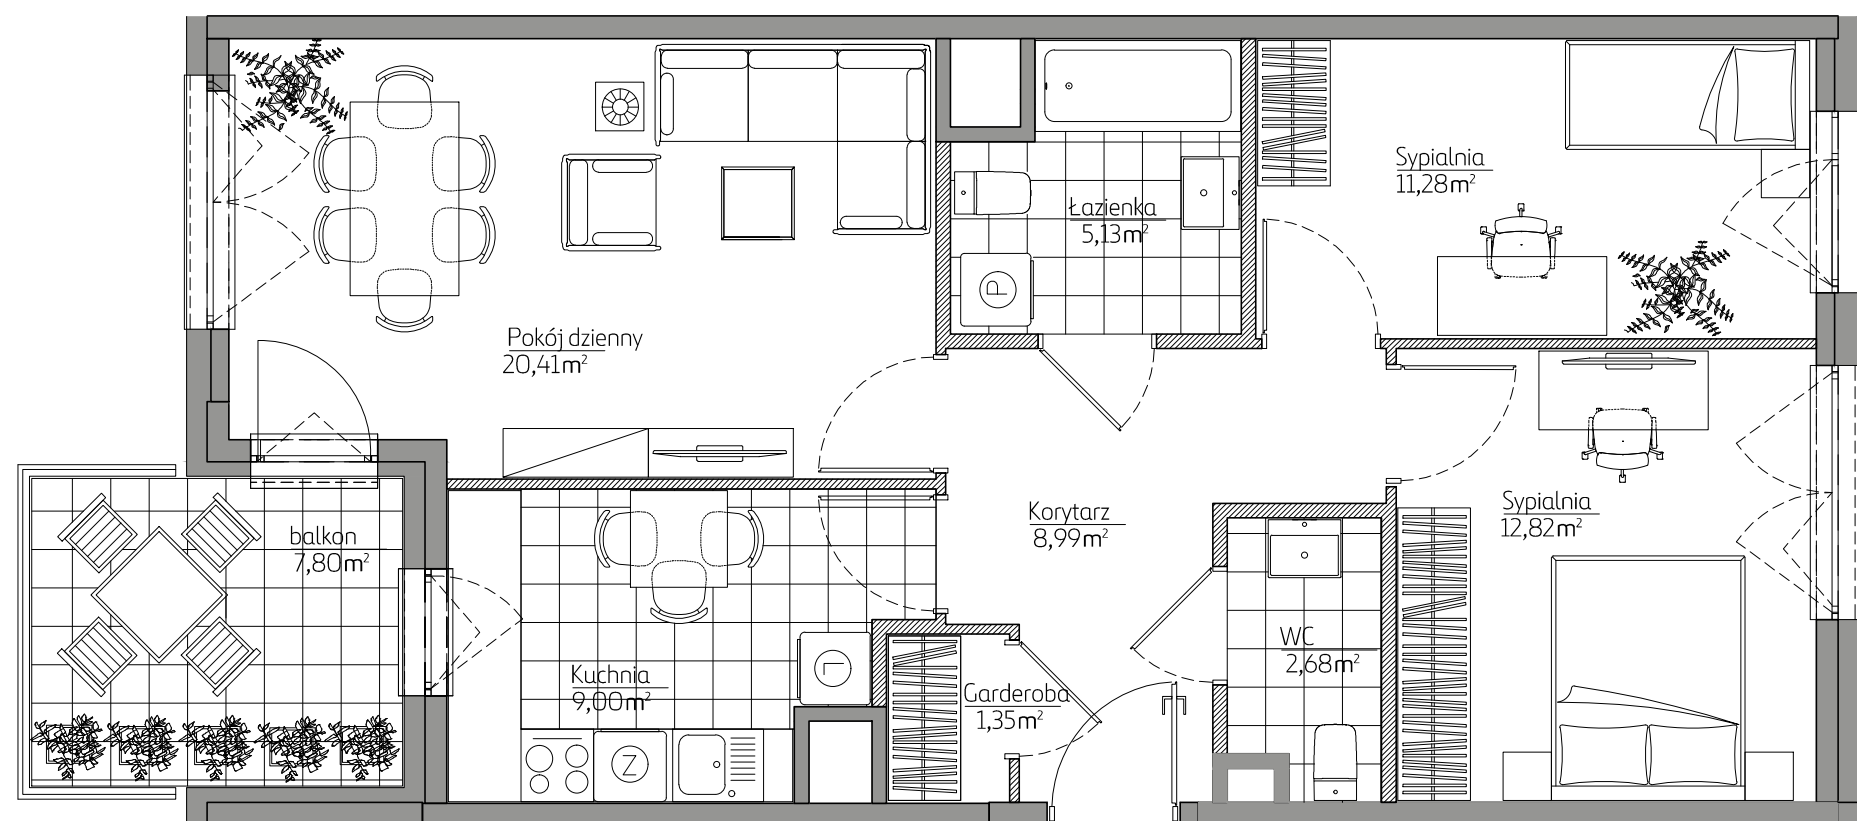 Sypialnia
11,28m²
Łazienka
5,13m²
P
Pokój dzienny
20,41m²
Sypialnia
12,82m²
Korytarz
8,99m²
balkon
7,80m²
WC
2,68m²
Kuchnia
9,00m²
L
Garderoba
1,35m²
Z